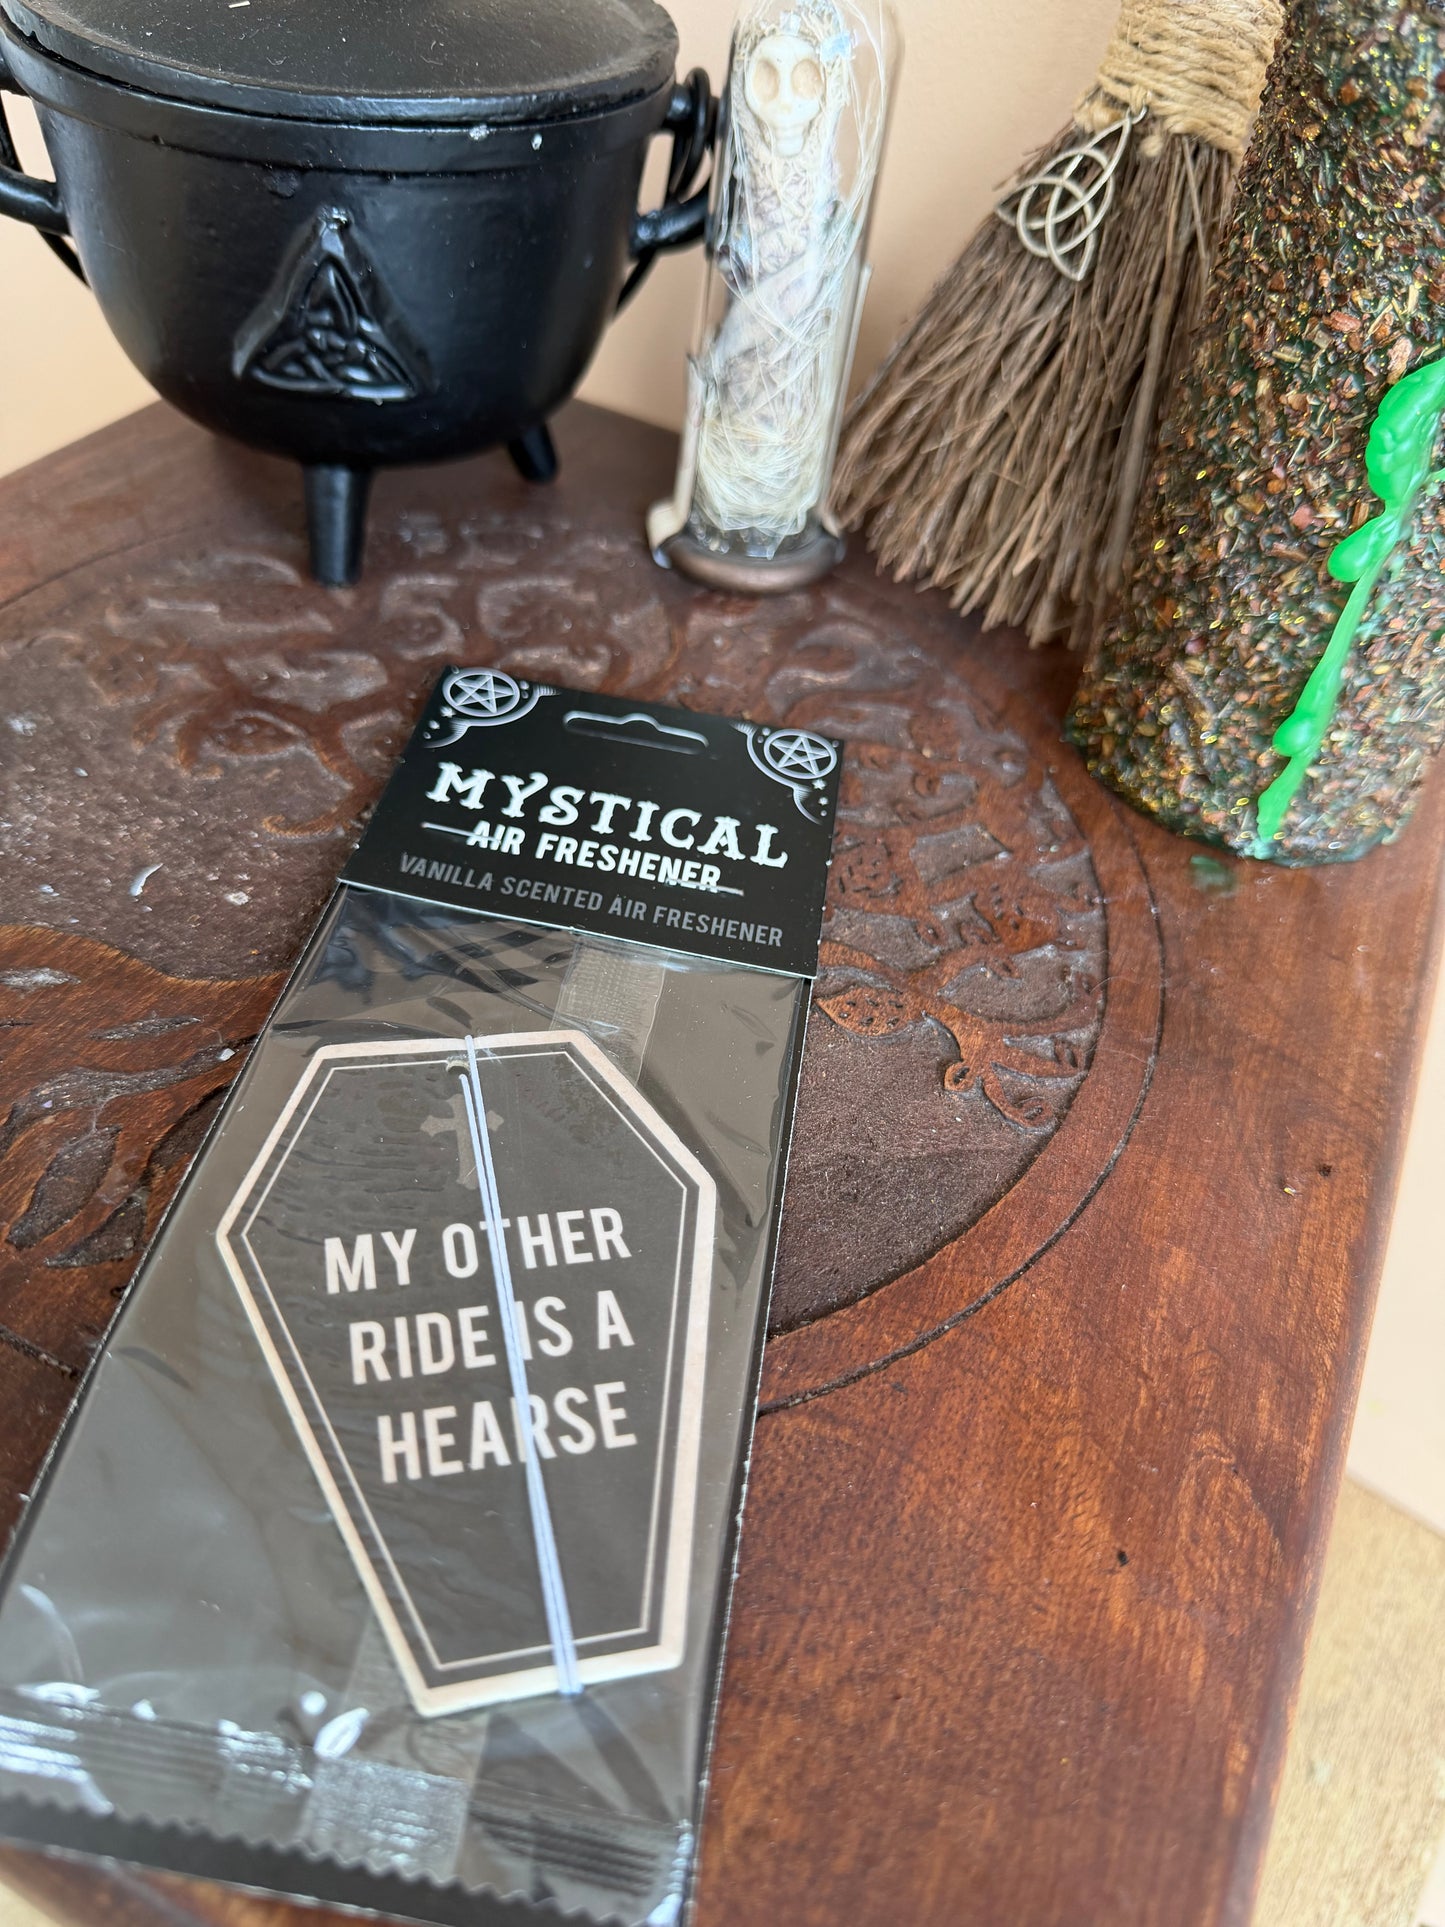 MYSTICAL
AIR FRESHENER
VANILLA SCENTED AIR FRESHENER
MY OTHER
RIDE IS A
HEARSE